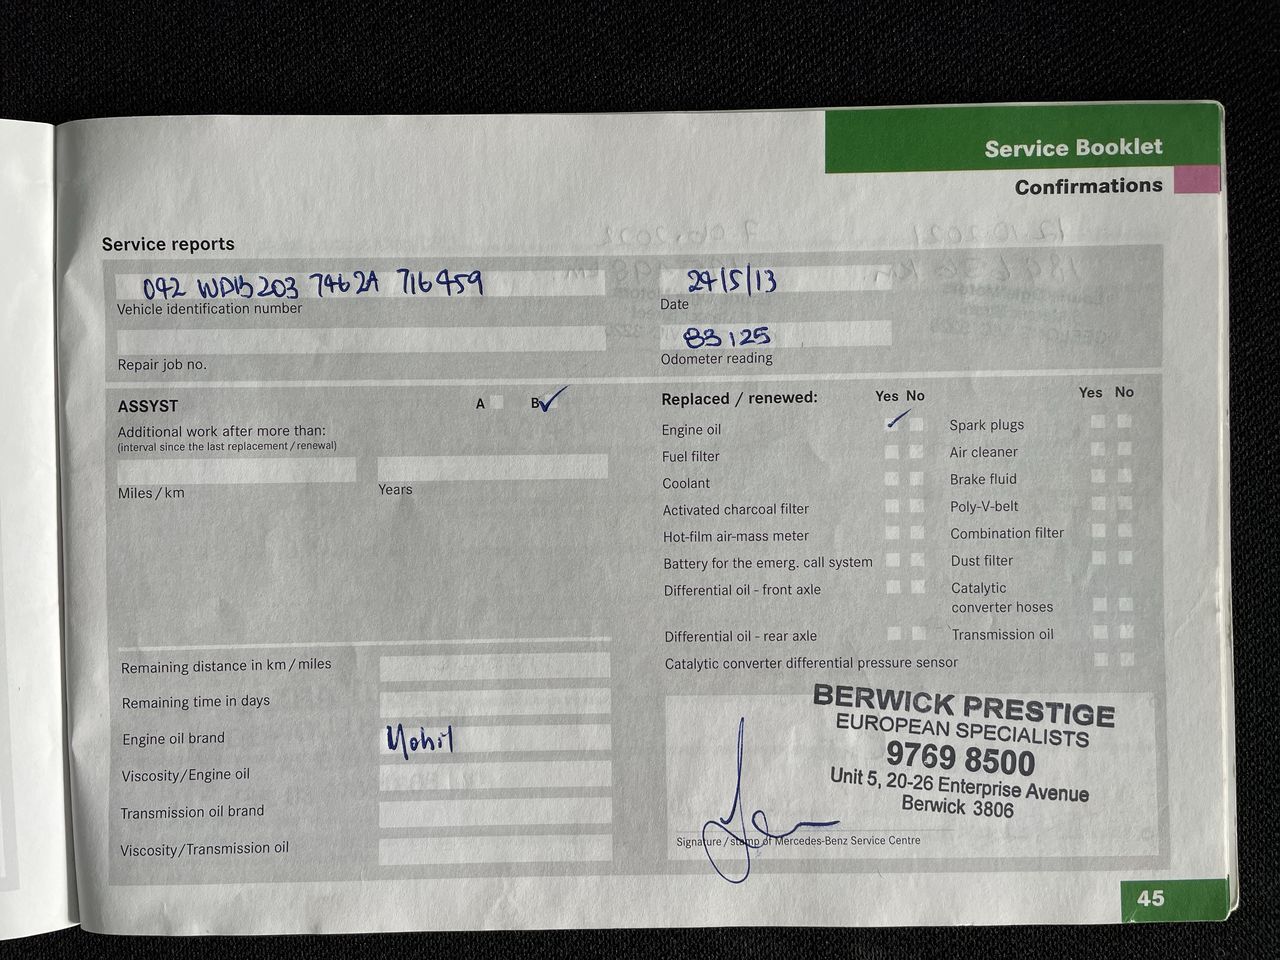 Service Booklet
Confirmations
Service reports
042 WDB203 7462A 716459
Vehicle identification number
24/5/13
Date
Repair job no.
83125
Odometer reading
ASSYST
A B
Additional work after more than:
(interval since the last replacement / renewal)
Miles / km
Years
Replaced / renewed:
Yes No
Engine oil
Fuel filter
Coolant
Activated charcoal filter
Hot-film air-mass meter
Battery for the emerg. call system
Differential oil - front axle
Differential oil - rear axle
Catalytic converter differential pressure sensor
Yes No
Spark plugs
Air cleaner
Brake fluid
Poly-V-belt
Combination filter
Dust filter
Catalytic
converter hoses
Transmission oil
Remaining distance in km / miles
Remaining time in days
Engine oil brand
Mobil
Viscosity/Engine oil
Transmission oil brand
Viscosity/Transmission oil
BERWICK PRESTIGE
EUROPEAN SPECIALISTS
9769 8500
Unit 5, 20-26 Enterprise Avenue
Berwick 3806
Signature / stamp of Mercedes-Benz Service Centre
45